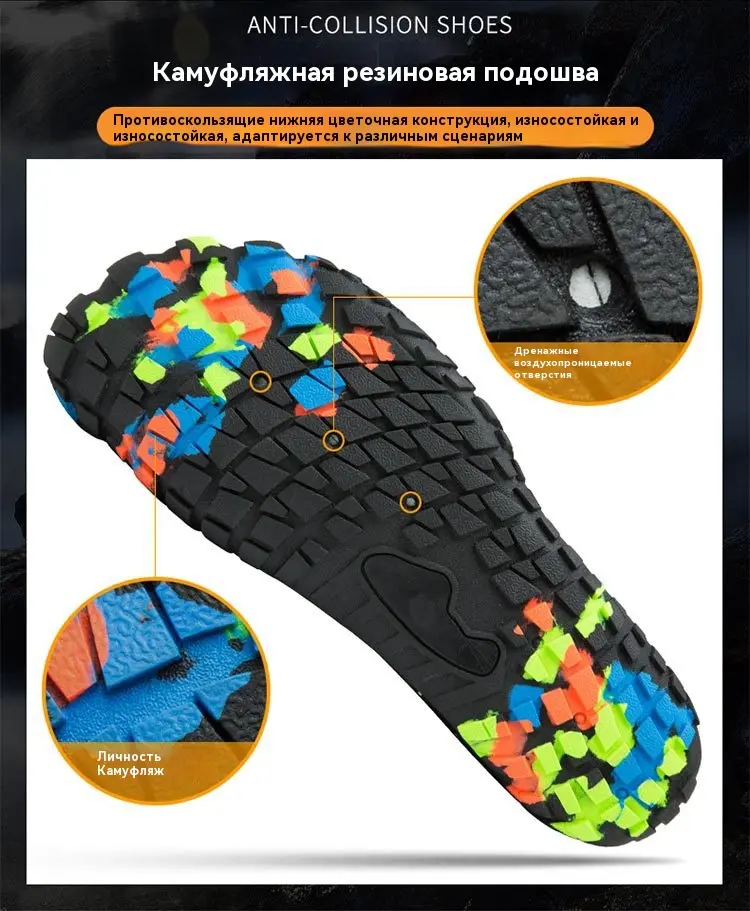 ANTI-COLLISION SHOES
Камуфляжная резиновая подошва
Противоскользящие нижняя цветочная конструкция, износостойкая и
износостойкая, адаптируется к различным сценариям
Дренажные
воздухопроницаемые
отверстия
Личность
Камуфляж